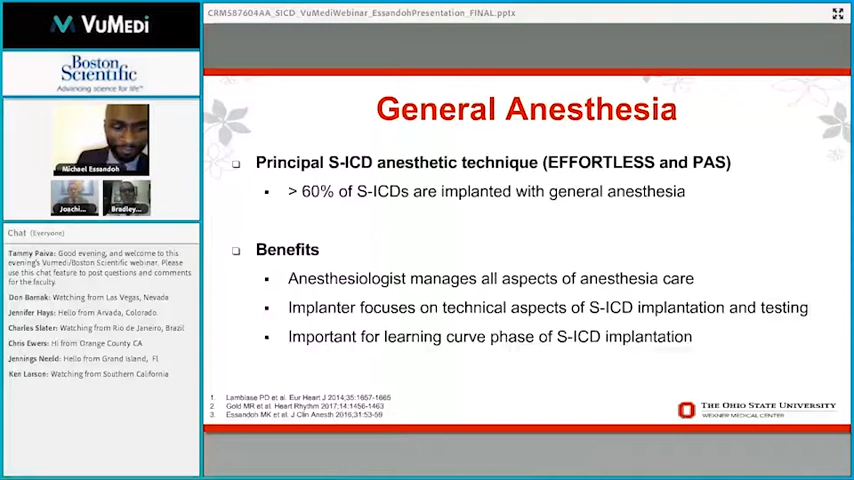 CRM587604AA_SICD_VuMediWebinar_EssandohPresentation_FINAL.pptx
VUMEDI
Boston
Scientific
Advancing science for life™
Michael Essandoh
Joachi...
Bradley...
Chat (Everyone)
Tammy Paiva: Good evening, and welcome to this
evening's Vumedi/Boston Scientific webinar. Please
use this chat feature to post questions and comments
for the faculty.
Don Barnak: Watching from Las Vegas, Nevada
Jennifer Hays: Hello from Arvada, Colorado.
Charles Slater: Watching from Rio de Janeiro, Brazil
Chris Ewers: Hi from Orange County CA
Jennings Neeld: Hello from Grand Island, Fl
Ken Larson: Watching from Southern California
General Anesthesia
Principal S-ICD anesthetic technique (EFFORTLESS and PAS)
> 60% of S-ICDs are implanted with general anesthesia
Benefits
Anesthesiologist manages all aspects of anesthesia care
Implanter focuses on technical aspects of S-ICD implantation and testing
Important for learning curve phase of S-ICD implantation
1. Lambiase PD et al. Eur Heart J 2014;35:1657-1665
2 Gold MR et al. Heart Rhythm 2017;14:1456-1463
3 Essandoh MK et al. J Clin Anesth 2016;31:53-59
THE OHIO STATE UNIVERSITY
WEXNER MEDICAL CENTER